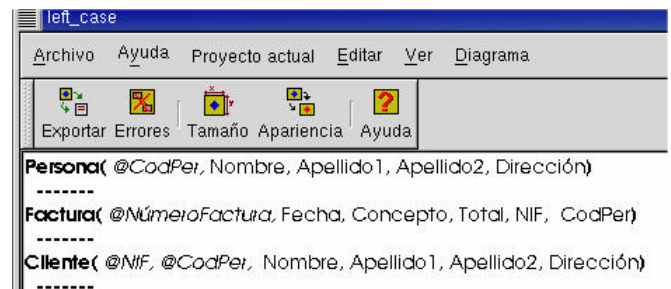 left_case
Archivo Ayuda Proyecto actual Editar Ver Diagrama
Exportar Errores Tamaño Apariencia Ayuda
Persona( @CodPer, Nombre, Apellido1, Apellido2, Dirección)
-------
Factura( @NúmeroFactura, Fecha, Concepto, Total, NIF, CodPer)
-------
Cliente( @NIF, @CodPer, Nombre, Apellido1, Apellido2, Dirección)
-------